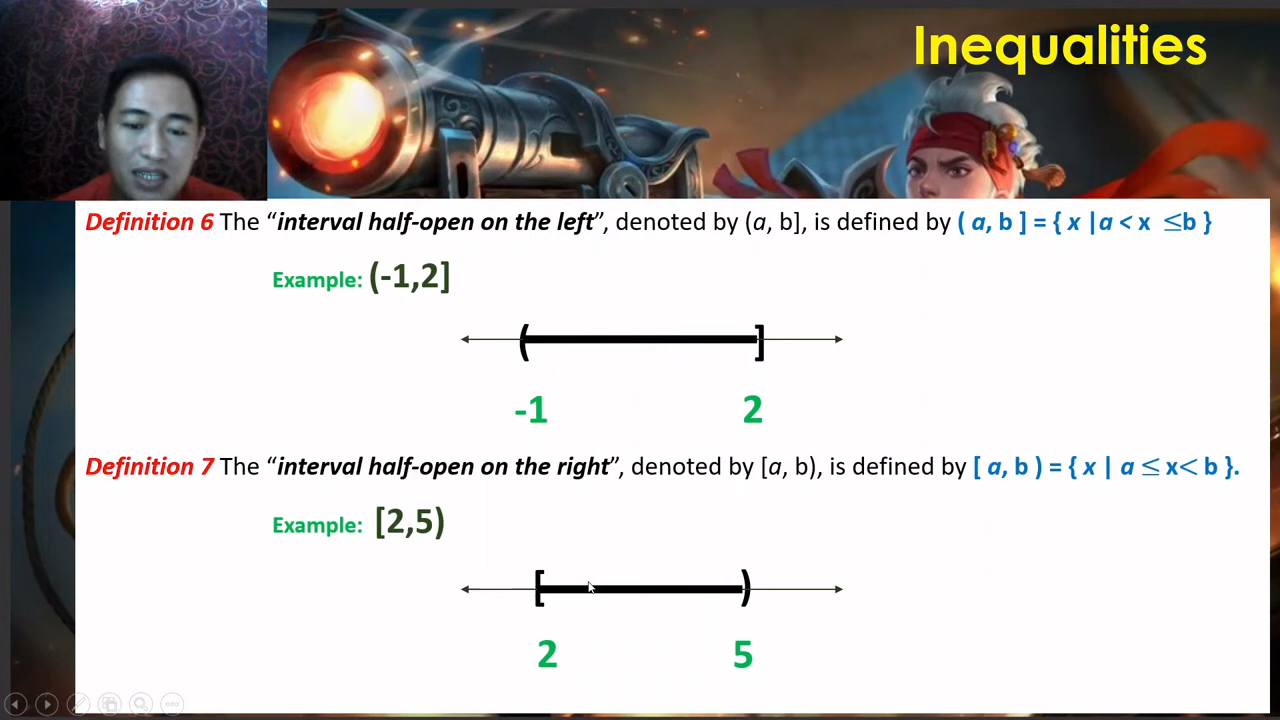 Inequalities
Definition 6 The “interval half-open on the left”, denoted by (a, b], is defined by ( a, b ] = { x |a < x ≤b }
Example: (-1,2]
( ]
-1 2
Definition 7 The “interval half-open on the right”, denoted by [a, b), is defined by [ a, b ) = { x | a ≤ x< b }.
Example: [2,5)
[ )
2 5